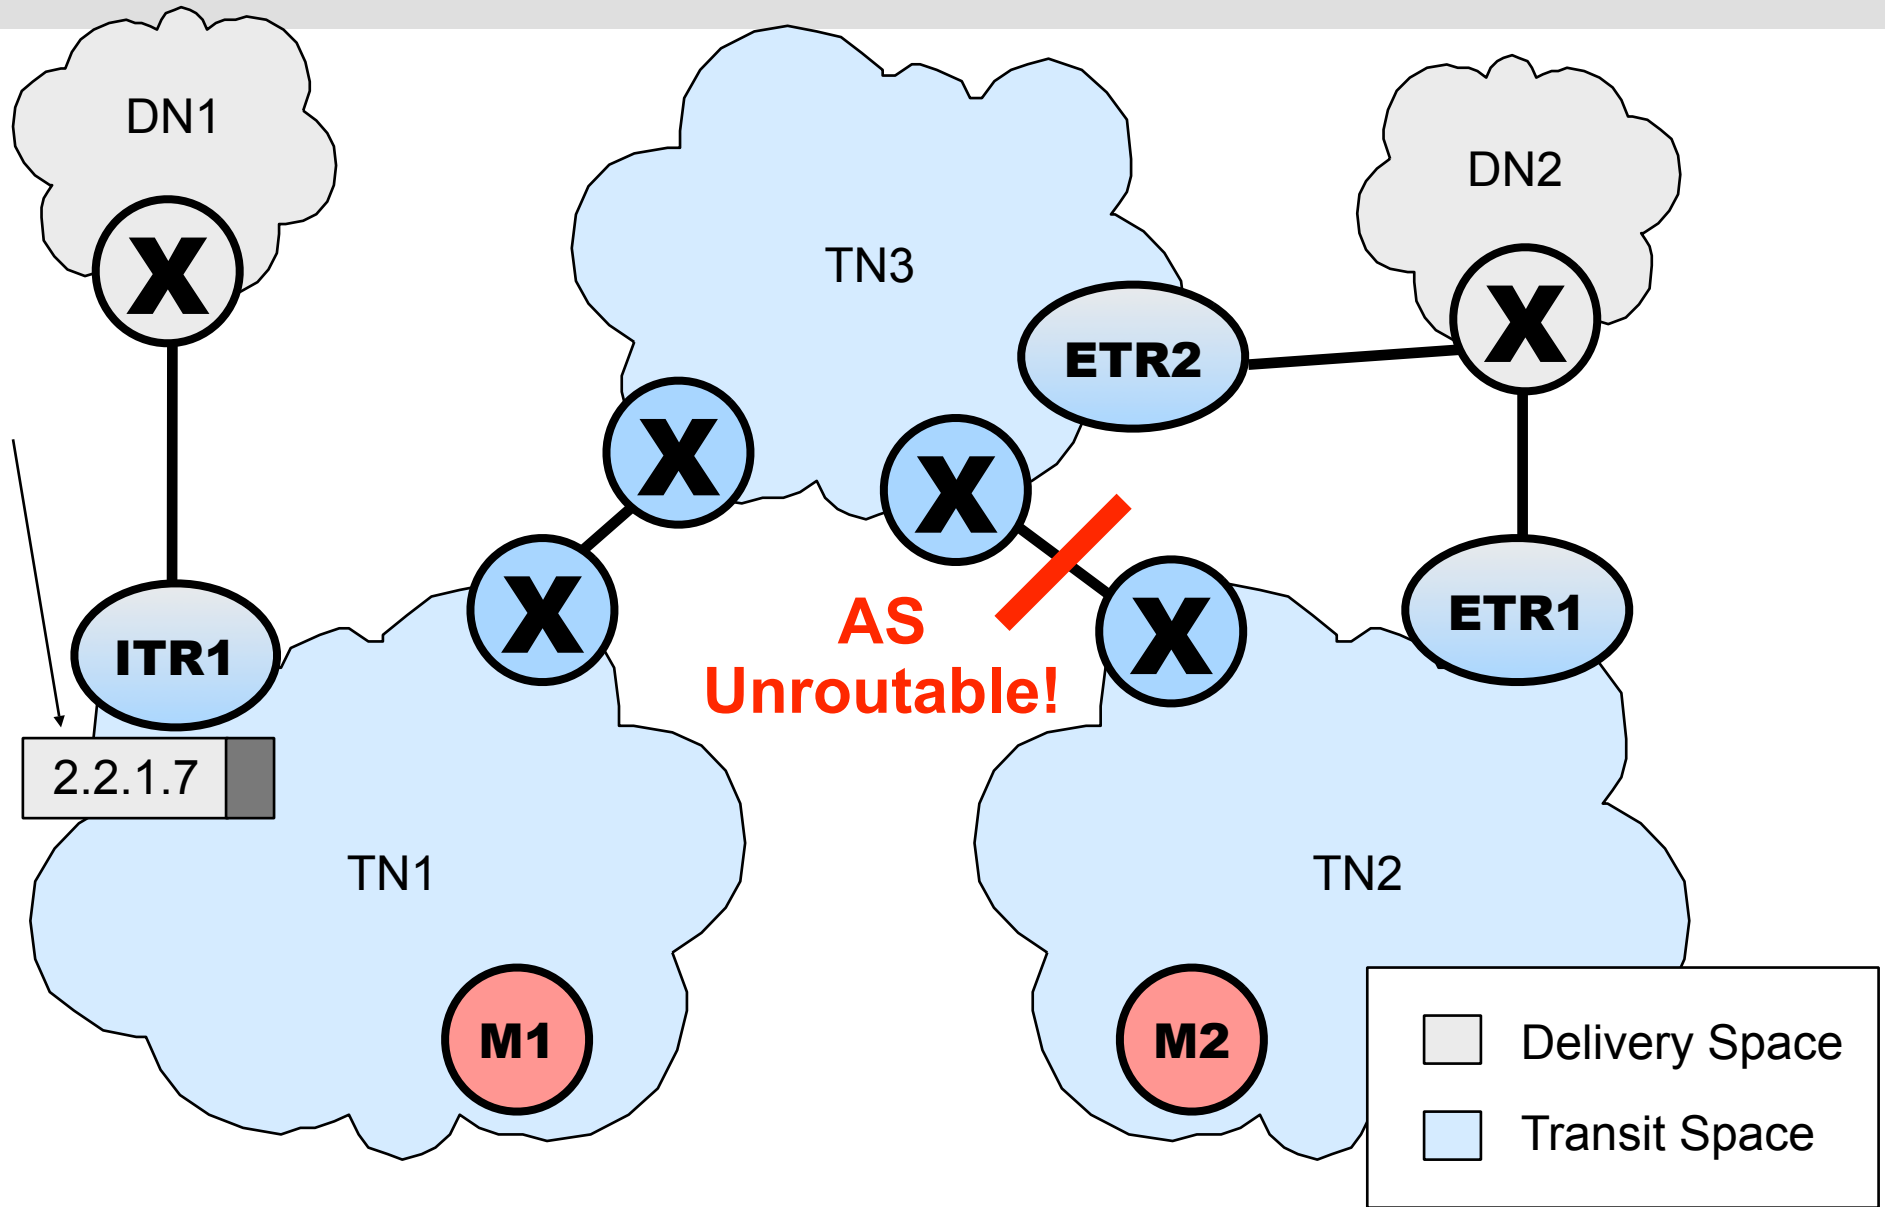 DN1
DN2
TN3
X
X
ETR2
X
X
X
X
ETR1
AS
Unroutable!
ITR1
2.2.1.7
TN1
TN2
M1
M2
Delivery Space
Transit Space